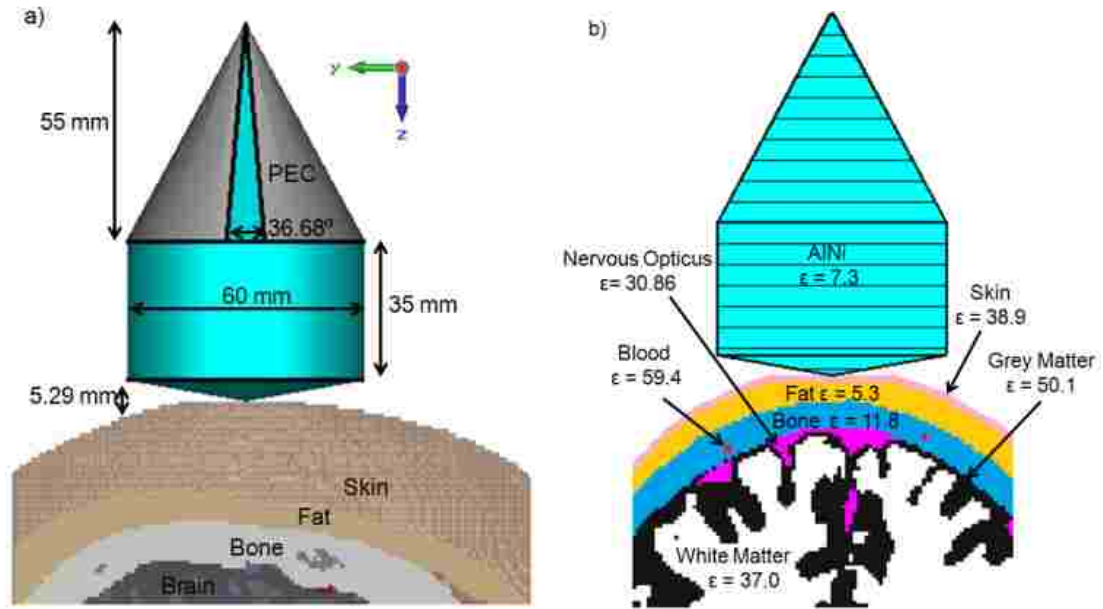 a)
55 mm
y
z
PEC
36.68º
60 mm
35 mm
5.29 mm
Skin
Fat
Bone
Brain
b)
Nervous Opticus
ε= 30.86
AlNi
ε = 7.3
Skin
ε = 38.9
Blood
ε = 59.4
Grey Matter
ε = 50.1
Fat ε = 5.3
Bone ε = 11.8
White Matter
ε = 37.0